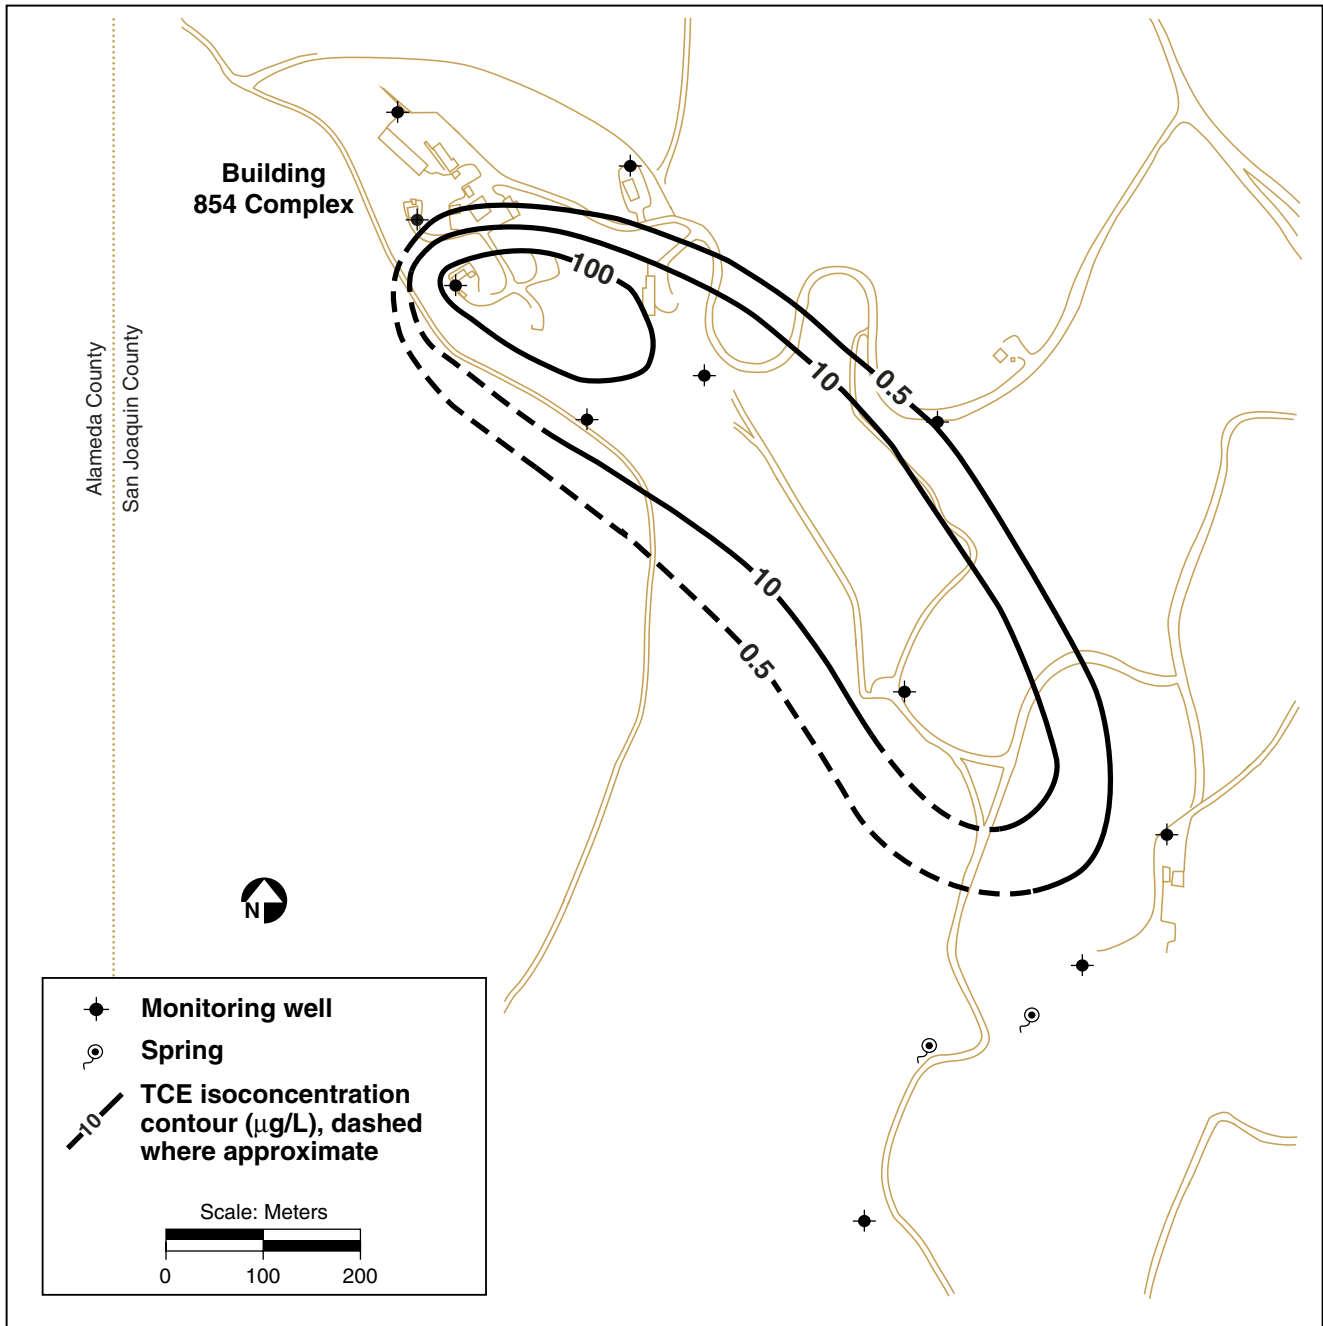 Building
854 Complex
100
10
0.5
Alameda County
San Joaquin County
10
0.5
N
Monitoring well
Spring
10
TCE isoconcentration
contour (µg/L), dashed
where approximate
Scale: Meters
0 100 200